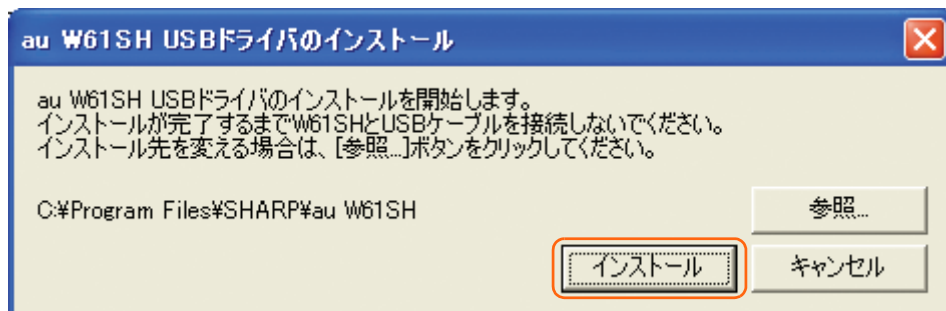 au W61SH USBドライバのインストール
au W61SH USBドライバのインストールを開始します。
インストールが完了するまでW61SHとUSBケーブルを接続しないでください。
インストール先を変える場合は、[参照...]ボタンをクリックしてください。
C:¥Program Files¥SHARP¥au W61SH
参照...
インストール
キャンセル